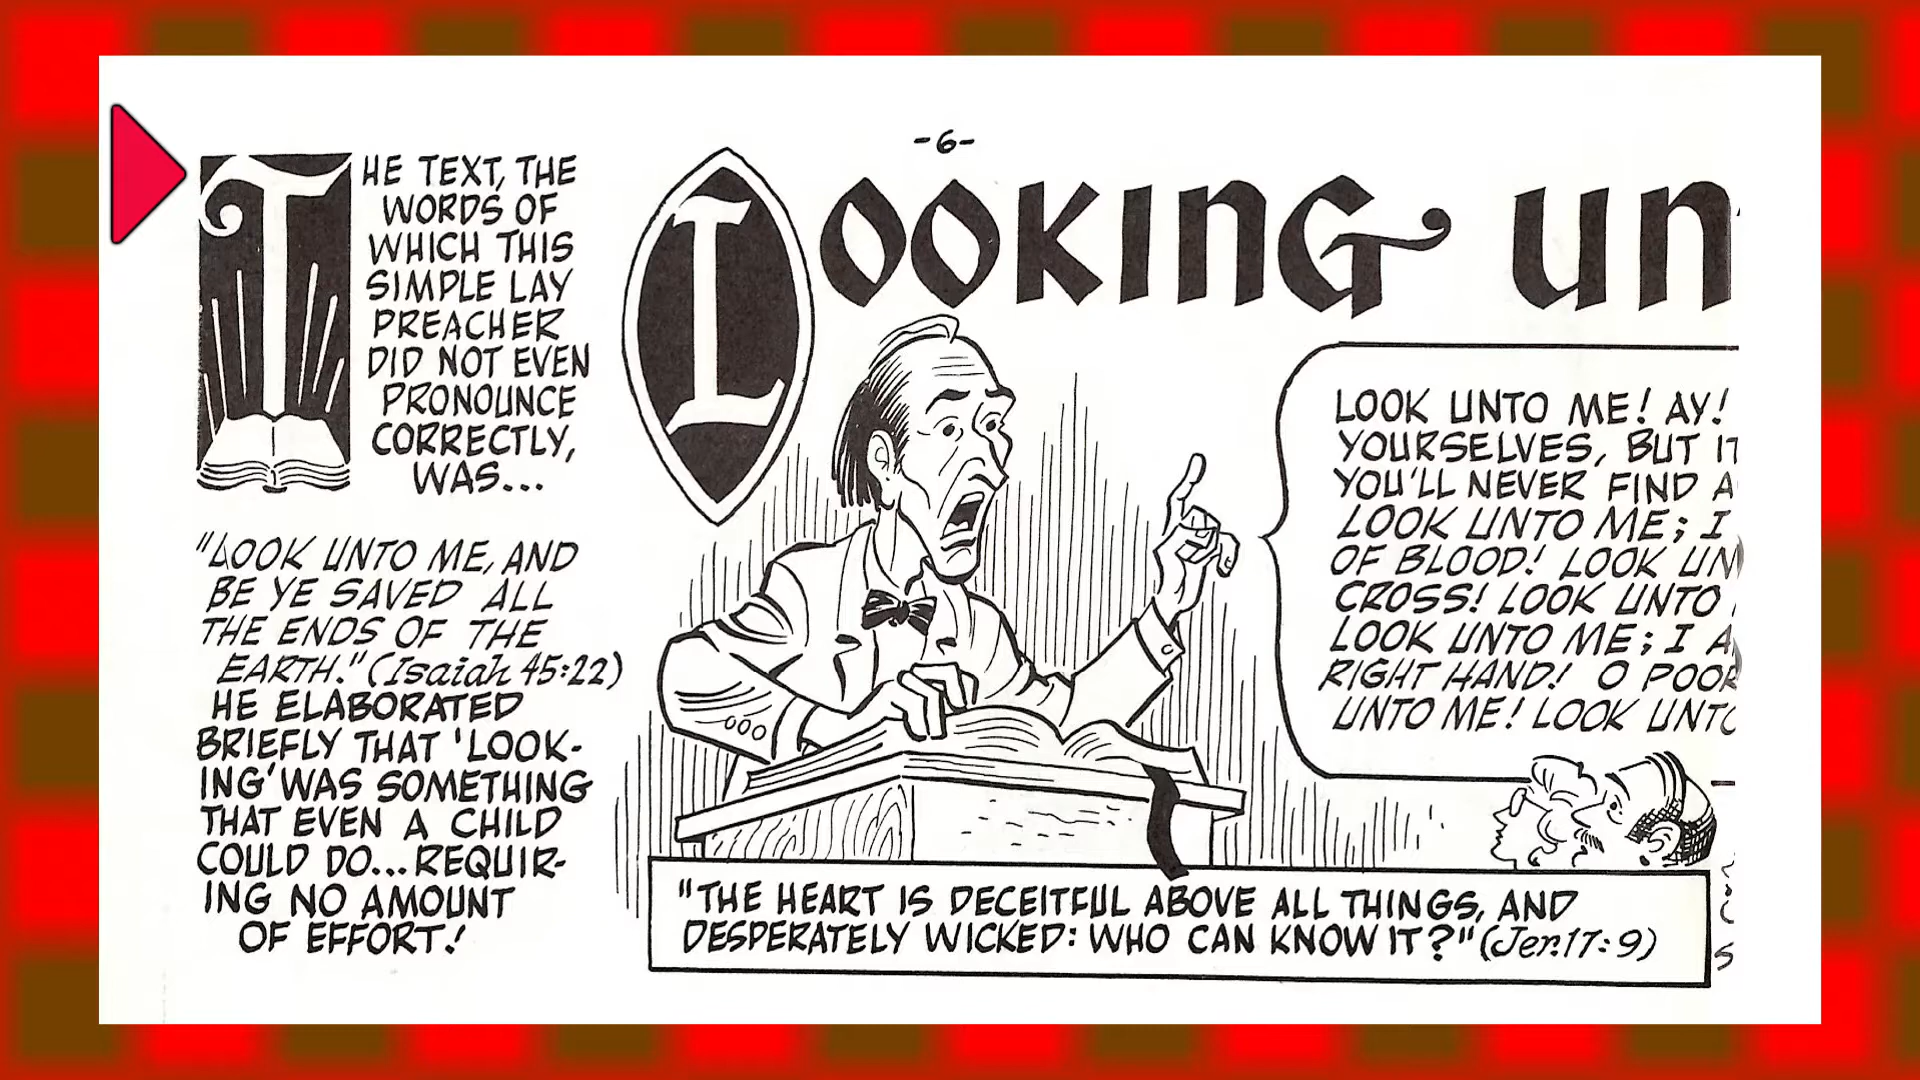 -6-
THE TEXT, THE
WORDS OF
WHICH THIS
SIMPLE LAY
PREACHER
DID NOT EVEN
PRONOUNCE
CORRECTLY,
WAS...
"LOOK UNTO ME, AND
BE YE SAVED ALL
THE ENDS OF THE
EARTH." (Isaiah 45:22)
HE ELABORATED
BRIEFLY THAT 'LOOK-
ING' WAS SOMETHING
THAT EVEN A CHILD
COULD DO...REQUIR-
ING NO AMOUNT
OF EFFORT!
LOOKING UN
LOOK UNTO ME! AY!
YOURSELVES, BUT IT
YOU'LL NEVER FIND A
LOOK UNTO ME; I
OF BLOOD! LOOK UN
CROSS! LOOK UNTO
LOOK UNTO ME; I A
RIGHT HAND! O POOR
UNTO ME! LOOK UNTO
"THE HEART IS DECEITFUL ABOVE ALL THINGS, AND
DESPERATELY WICKED: WHO CAN KNOW IT?" (Jer.17:9)